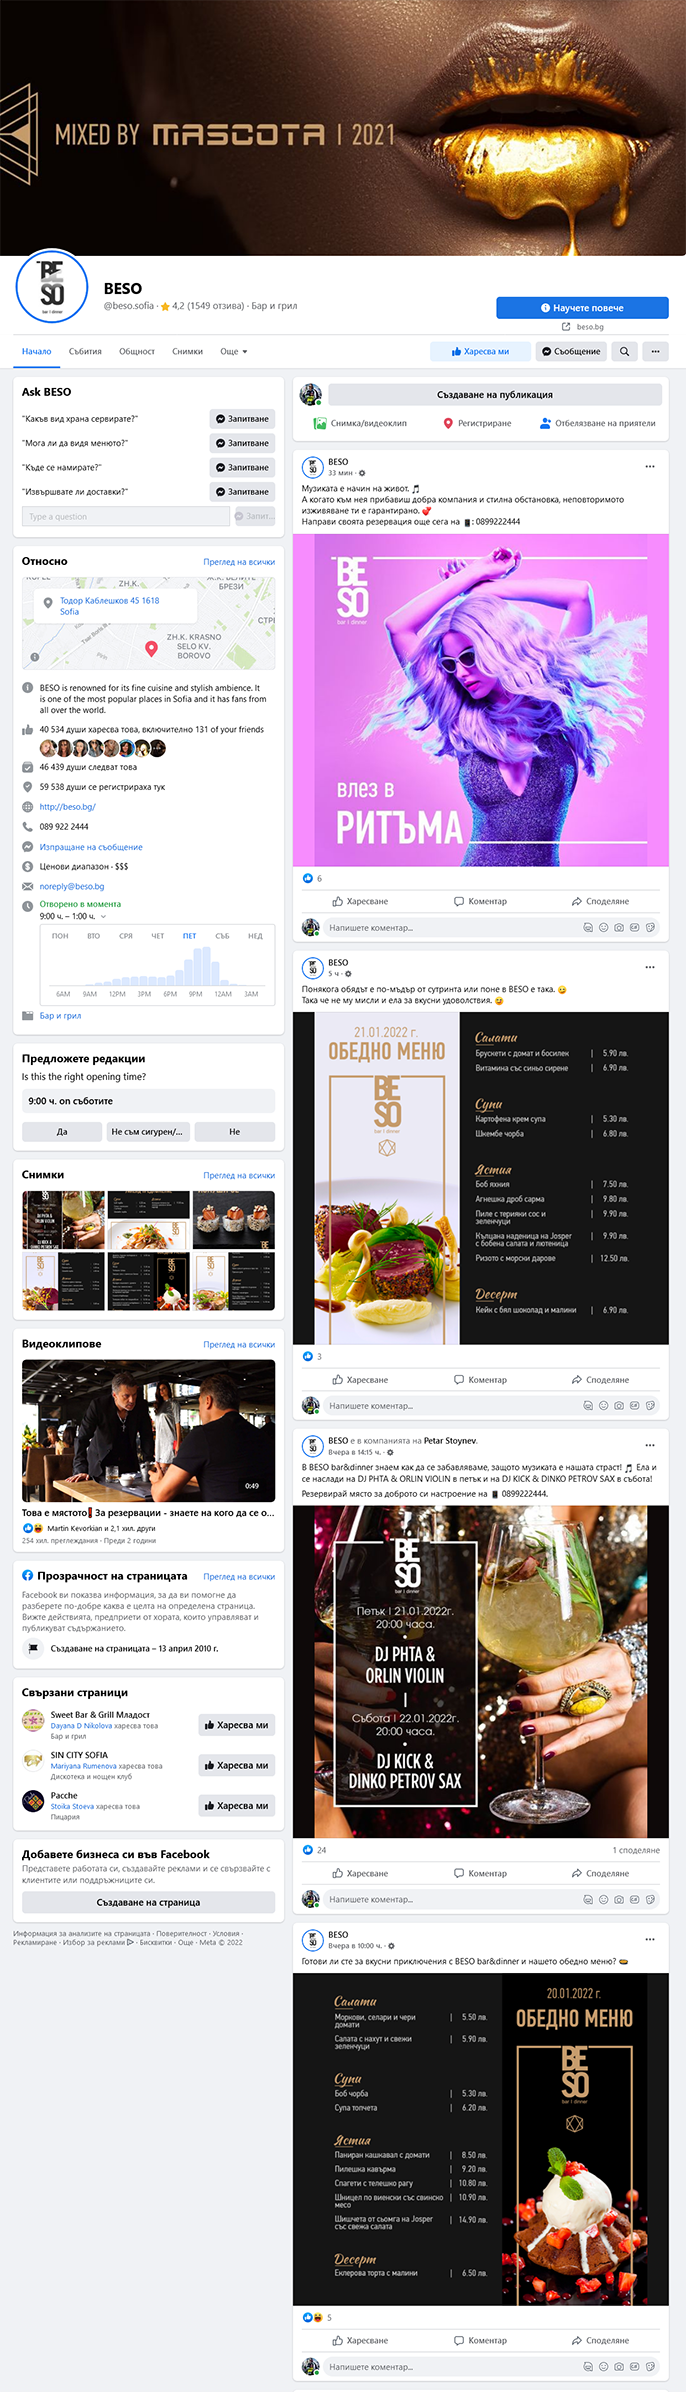 MIXED BY MASCOTA | 2021
BESO
bar | dinner
BESO
@beso.sofia · 4,2 (1549 отзива) · Бар и грил
Научете повече
beso.bg
Начало
Събития
Общност
Снимки
Още
Харесва ми
Съобщение
Ask BESO
"Какъв вид храна сервирате?"
Запитване
"Мога ли да видя менюто?"
Запитване
"Къде се намирате?"
Запитване
"Извършвате ли доставки?"
Запитване
Type a question
Запит...
Относно
Преглед на всички
Тодор Каблешков 45 1618
Sofia
ZH.K. KRASNO
SELO KV.
BOROVO
BESO is renowned for its fine cuisine and stylish ambience. It
is one of the most popular places in Sofia and it has fans from
all over the world.
40 534 души харесва това, включително 131 of your friends
46 439 души следват това
59 538 души се регистрираха тук
http://beso.bg/
089 922 2444
Изпращане на съобщение
Ценови диапазон · $$$
noreply@beso.bg
Отворено в момента
9:00 ч. – 1:00 ч.
ПОН ВТО СРЯ ЧЕТ ПЕТ СЪБ НЕД
6AM 9AM 12PM 3PM 6PM 9PM 12AM 3AM
Бар и грил
Предложете редакции
Is this the right opening time?
9:00 ч. on съботите
Да
Не съм сигурен/...
Не
Снимки
Преглед на всички
Видеоклипове
Преглед на всички
0:49
Това е мястото❗За резервации - знаете на кого да се о...
Martin Kevorkian и 2,1 хил. други
254 хил. преглеждания · Преди 2 години
Прозрачност на страницата
Преглед на всички
Facebook ви показва информация, за да ви помогне да
разберете по-добре каква е целта на определена страница.
Вижте действията, предприети от хората, които управляват и
публикуват съдържанието.
Създаване на страницата – 13 април 2010 г.
Свързани страници
Sweet Bar & Grill Младост
Dayana D Nikolova харесва това
Бар и грил
Харесва ми
SIN CITY SOFIA
Mariyana Rumenova харесва това
Дискотека и нощен клуб
Харесва ми
Pacche
Stoika Stoeva харесва това
Пицария
Харесва ми
Добавете бизнеса си във Facebook
Представете работата си, създавайте реклами и се свързвайте с
клиентите или поддръжниците си.
Създаване на страница
Информация за анализите на страницата · Поверителност · Условия ·
Рекламиране · Избор за реклами · Бисквитки · Още · Meta © 2022
Създаване на публикация
Снимка/видеоклип
Регистриране
Отбелязване на приятели
BESO
33 мин ·
Музиката е начин на живот. 🎵
А когато към нея прибавиш добра компания и стилна обстановка, неповторимото
изживяване ти е гарантирано. 💕
Направи своята резервация още сега на 📱: 0899222444
BESO
bar | dinner
влез в
РИТЪМА
6
Харесване
Коментар
Споделяне
Напишете коментар...
BESO
5 ч ·
Понякога обядът е по-мъдър от сутринта или поне в BESO е така. 😉
Така че не му мисли и ела за вкусни удоволствия. 😋
21.01.2022 г.
ОБЕДНО МЕНЮ
BESO
bar | dinner
Салати
Брускети с домат и босилек | 5.90 лв.
Витамина със синьо сирене | 6.90 лв.
Супи
Картофена крем супа | 5.30 лв.
Шкембе чорба | 6.80 лв.
Ястия
Боб яхния | 7.50 лв.
Агнешка дроб сарма | 9.80 лв.
Пиле с терияки сос и | 9.90 лв.
зеленчуци
Кълцана наденица на Josper | 9.90 лв.
с бобена салата и лютеница
Ризото с морски дарове | 12.50 лв.
Десерт
Кейк с бял шоколад и малини | 6.90 лв.
3
Харесване
Коментар
Споделяне
Напишете коментар...
BESO е в компанията на Petar Stoynev.
Вчера в 14:15 ч. ·
В BESO bar&dinner знаем как да се забавляваме, защото музиката е нашата страст! 🎵 Ела и
се наслади на DJ PHTA & ORLIN VIOLIN в петък и на DJ KICK & DINKO PETROV SAX в събота!
Резервирай място за доброто си настроение на 📱 0899222444.
BESO
bar | dinner
Петък | 21.01.2022г.
20:00 часа.
DJ PHTA &
ORLIN VIOLIN
Събота | 22.01.2022г.
20:00 часа.
DJ KICK &
DINKO PETROV SAX
24
1 споделяне
Харесване
Коментар
Споделяне
Напишете коментар...
BESO
Вчера в 10:00 ч. ·
Готови ли сте за вкусни приключения с BESO bar&dinner и нашето обедно меню? 🥘
Салати
Моркови, селари и чери | 5.50 лв.
домати
Салата с нахут и свежи | 5.90 лв.
зеленчуци
Супи
Боб чорба | 5.30 лв.
Супа топчета | 6.20 лв.
Ястия
Паниран кашкавал с домати | 8.50 лв.
Пилешка кавърма | 9.20 лв.
Спагети с телешко рагу | 10.80 лв.
Шницел по виенски със свинско | 10.90 лв.
месо
Шишчета от сьомга на Josper | 14.90 лв.
със свежа салата
Десерт
Еклерова торта с малини | 6.50 лв.
20.01.2022 г.
ОБЕДНО МЕНЮ
BESO
bar | dinner
5
Харесване
Коментар
Споделяне
Напишете коментар...